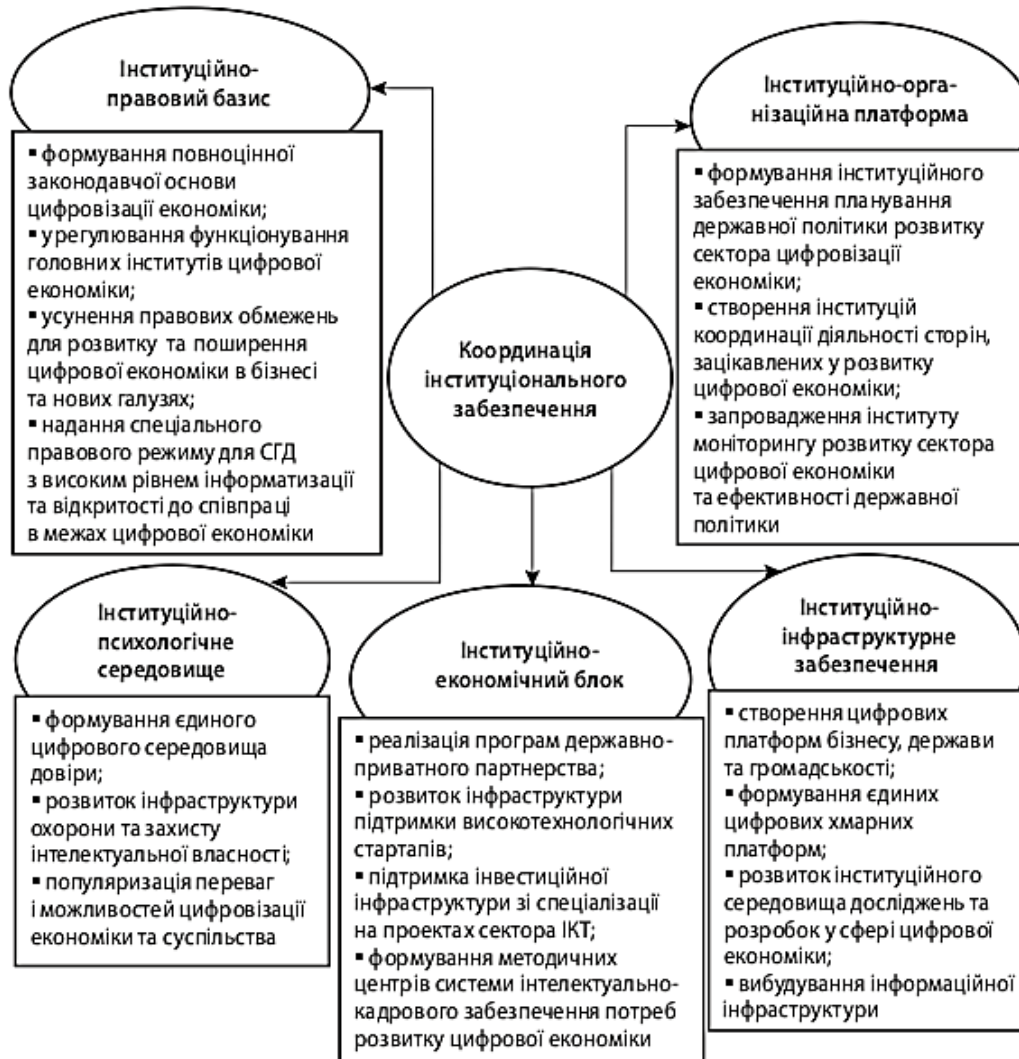 Інституційно-
правовий базис
▪ формування повноцінної
законодавчої основи
цифровізації економіки;
▪ урегулювання функціонування
головних інститутів цифрової
економіки;
▪ усунення правових обмежень
для розвитку та поширення
цифрової економіки в бізнесі
та нових галузях;
▪ надання спеціального
правового режиму для СГД
з високим рівнем інформатизації
та відкритості до співпраці
в межах цифрової економіки
Інституційно-орга-
нізаційна платформа
▪ формування інституційного
забезпечення планування
державної політики розвитку
сектора цифровізації
економіки;
▪ створення інституцій
координації діяльності сторін,
зацікавлених у розвитку
цифрової економіки;
▪ запровадження інституту
моніторингу розвитку сектора
цифрової економіки
та ефективності державної
політики
Координація
інституціонального
забезпечення
Інституційно-
психологічне
середовище
▪ формування єдиного
цифрового середовища
довіри;
▪ розвиток інфраструктури
охорони та захисту
інтелектуальної власності;
▪ популяризація переваг
і можливостей цифровізації
економіки та суспільства
Інституційно-
економічний блок
▪ реалізація програм державно-
приватного партнерства;
▪ розвиток інфраструктури
підтримки високотехнологічних
стартапів;
▪ підтримка інвестиційної
інфраструктури зі спеціалізації
на проектах сектора ІКТ;
▪ формування методичних
центрів системи інтелектуально-
кадрового забезпечення потреб
розвитку цифрової економіки
Інституційно-
інфраструктурне
забезпечення
▪ створення цифрових
платформ бізнесу, держави
та громадськості;
▪ формування єдиних
цифрових хмарних
платформ;
▪ розвиток інституційного
середовища досліджень та
розробок у сфері цифрової
економіки;
▪ вибудування інформаційної
інфраструктури